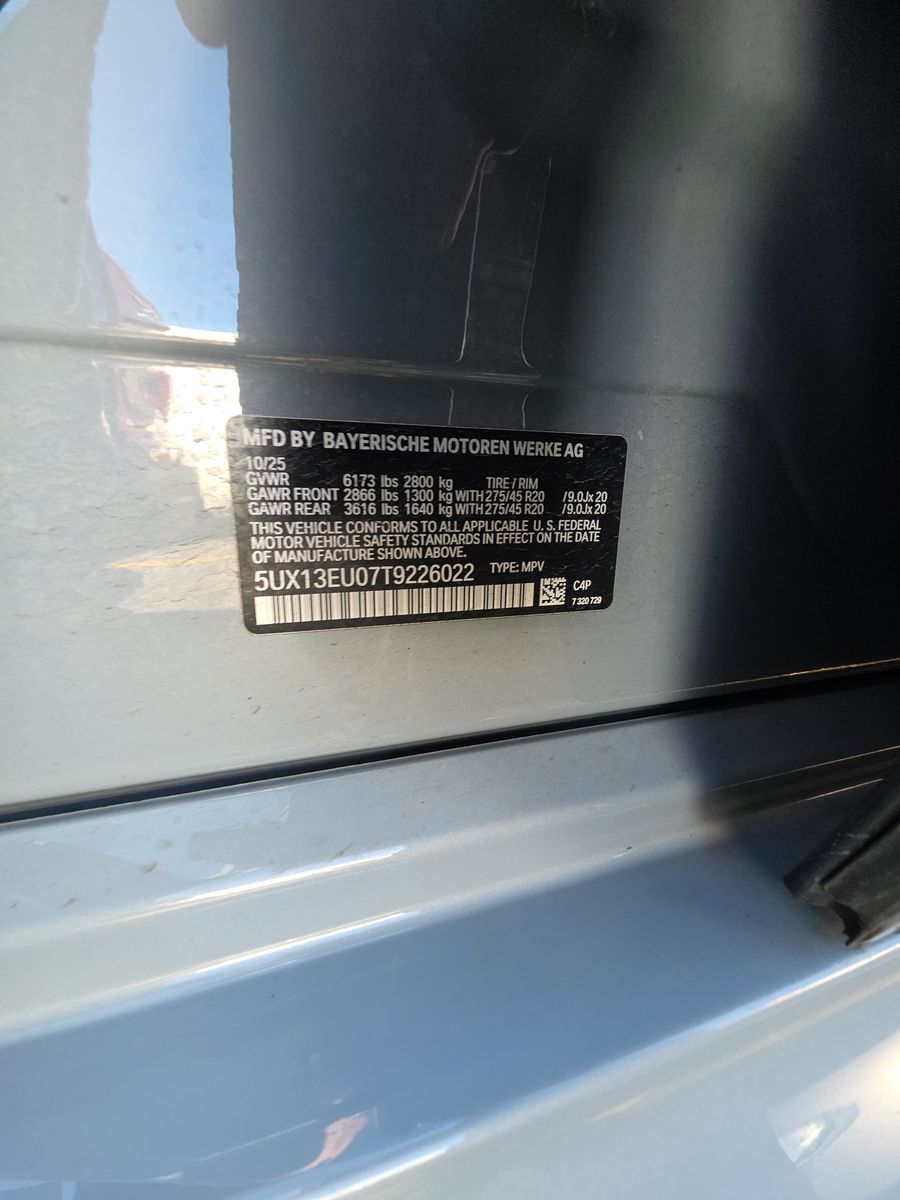 MFD BY BAYERISCHE MOTOREN WERKE AG
10/25
GVWR 6173 lbs 2800 kg TIRE / RIM
GAWR FRONT 2866 lbs 1300 kg WITH 275/45 R20 /9.0Jx 20
GAWR REAR 3616 lbs 1640 kg WITH 275/45 R20 /9.0Jx 20
THIS VEHICLE CONFORMS TO ALL APPLICABLE U. S. FEDERAL
MOTOR VEHICLE SAFETY STANDARDS IN EFFECT ON THE DATE
OF MANUFACTURE SHOWN ABOVE.
5UX13EU07T9226022 TYPE: MPV
C4P
7 320 729